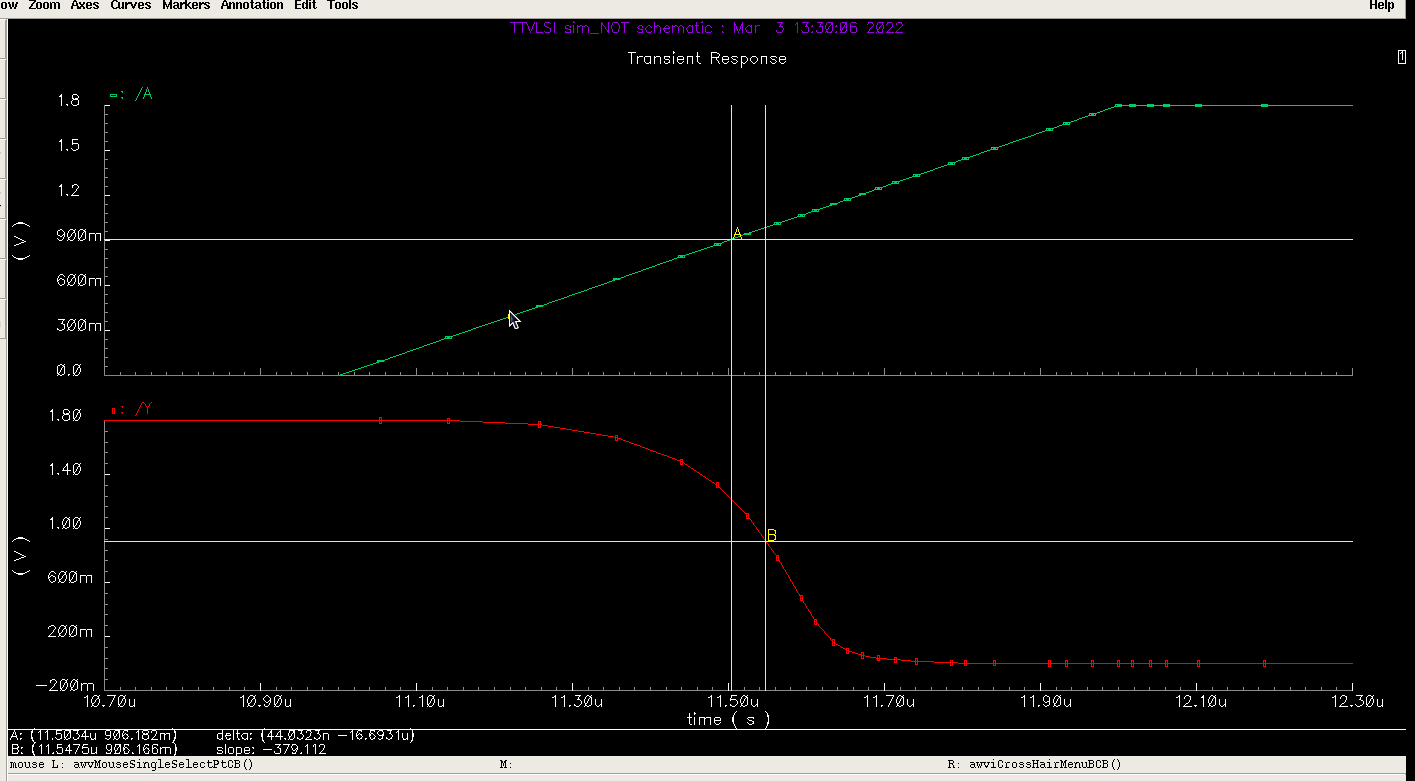 ow Zoom Axes Curves Markers Annotation Edit Tools Help
TTVLSI sim_NOT schematic : Mar 3 13:30:06 2022
Transient Response
1
: /A
1.8
1.5
1.2
900m
600m
300m
0.0
( V )
A
: /Y
1.80
1.40
1.00
600m
200m
-200m
( V )
B
10.70u 10.90u 11.10u 11.30u 11.50u 11.70u 11.90u 12.10u 12.30u
time ( s )
A: (11.5034u 906.182m) delta: (44.0323n -16.6931u)
B: (11.5475u 906.166m) slope: -379.112
mouse L: awvMouseSingleSelectPtCB() M: R: awviCrossHairMenuBCB()